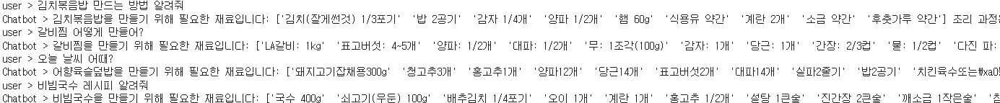 user > 김치볶음밥 만드는 방법 알려줘
Chatbot > 김치볶음밥을 만들기 위해 필요한 재료입니다: ['김치(잘게썬것) 1/3포기'  '밥 2공기'  '감자 1/4개'  '양파 1/2개'  '햄 60g'  '식용유 약간'  '계란 2개'  '소금 약간'  '후춧가루 약간'] 조리 과정은
user > 갈비찜 어떻게 만들어?
Chatbot > 갈비찜을 만들기 위해 필요한 재료입니다: ['LA갈비: 1kg'  '표고버섯: 4~5개'  '양파: 1/2개'  '대파: 1/2개'  '무: 1조각(100g)'  '감자: 1개'  '당근: 1개'  '간장: 2/3컵'  '물: 1/2컵'  '다진 파:
user > 오늘 날씨 어때?
Chatbot > 어향육슬덮밥을 만들기 위해 필요한 재료입니다: ['돼지고기잡채용300g'  '청고추3개'  '홍고추1개'  '양파12개'  '당근14개'  '표고버섯2개'  '대파14개'  '실파2줄기'  '밥2공기'  '치킨육수또는₩xa0
user > 비빔국수 레시피 알려줘
Chatbot > 비빔국수을 만들기 위해 필요한 재료입니다: ['국수 400g'  '쇠고기(우둔) 100g'  '배추김치 1/4포기'  '오이 1개'  '계란 1개'  '홍고추 1/2개'  '설탕 1큰술'  '진간장 2큰술'  '깨소금 1작은술'